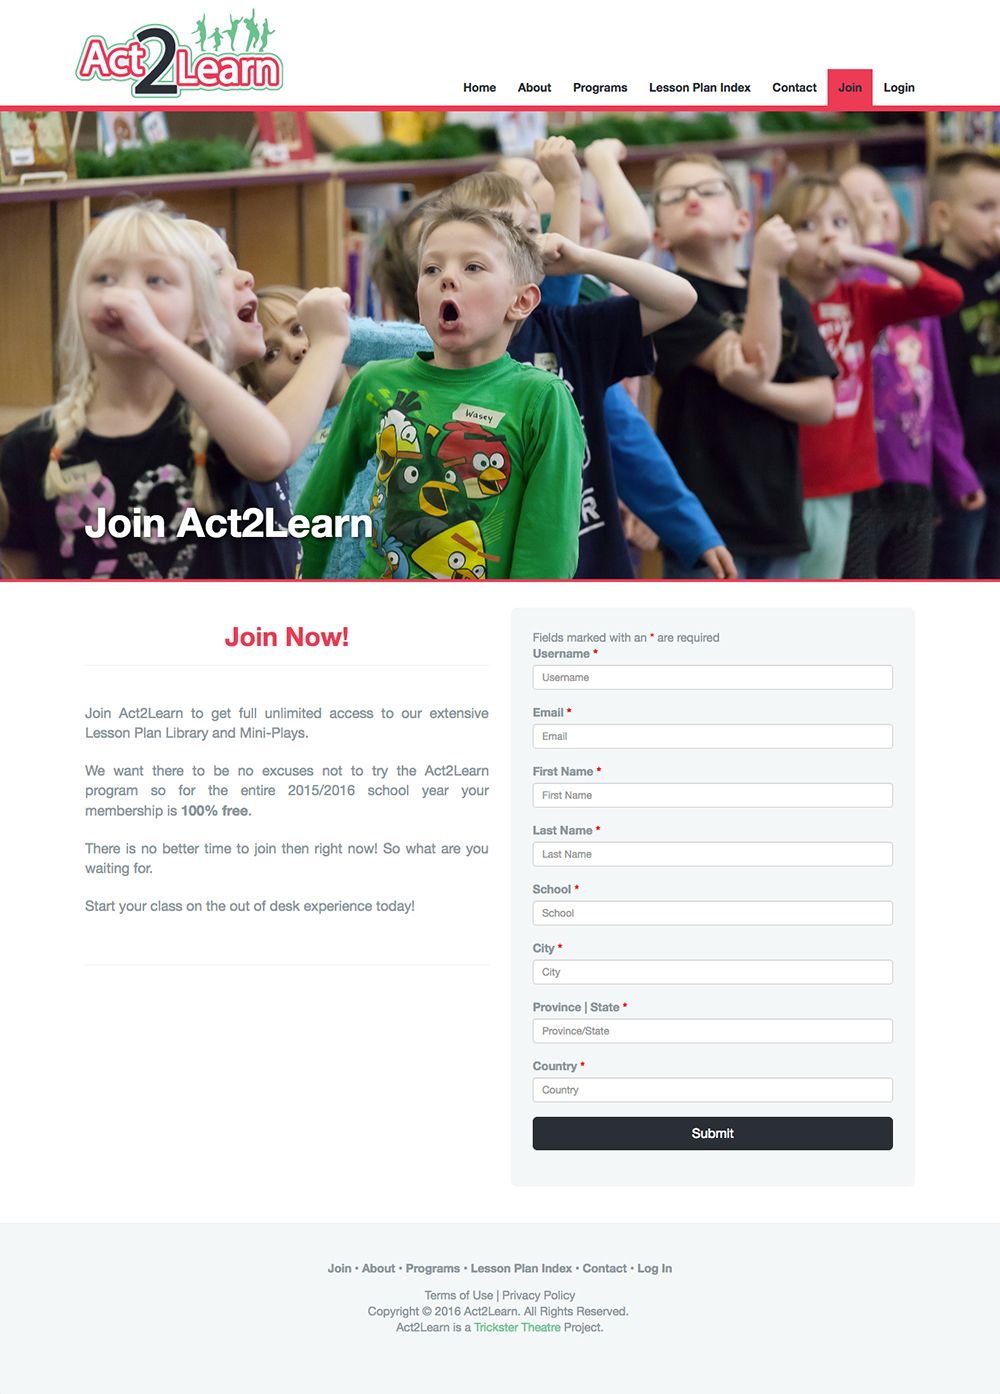 Act2Learn
Home About Programs Lesson Plan Index Contact Join Login
Wasey
Join Act2Learn
Join Now!
Join Act2Learn to get full unlimited access to our extensive
Lesson Plan Library and Mini-Plays.
We want there to be no excuses not to try the Act2Learn
program so for the entire 2015/2016 school year your
membership is 100% free.
There is no better time to join then right now! So what are you
waiting for.
Start your class on the out of desk experience today!
Fields marked with an * are required
Username *
Username
Email *
Email
First Name *
First Name
Last Name *
Last Name
School *
School
City *
City
Province | State *
Province/State
Country *
Country
Submit
Join • About • Programs • Lesson Plan Index • Contact • Log In
Terms of Use | Privacy Policy
Copyright © 2016 Act2Learn. All Rights Reserved.
Act2Learn is a Trickster Theatre Project.